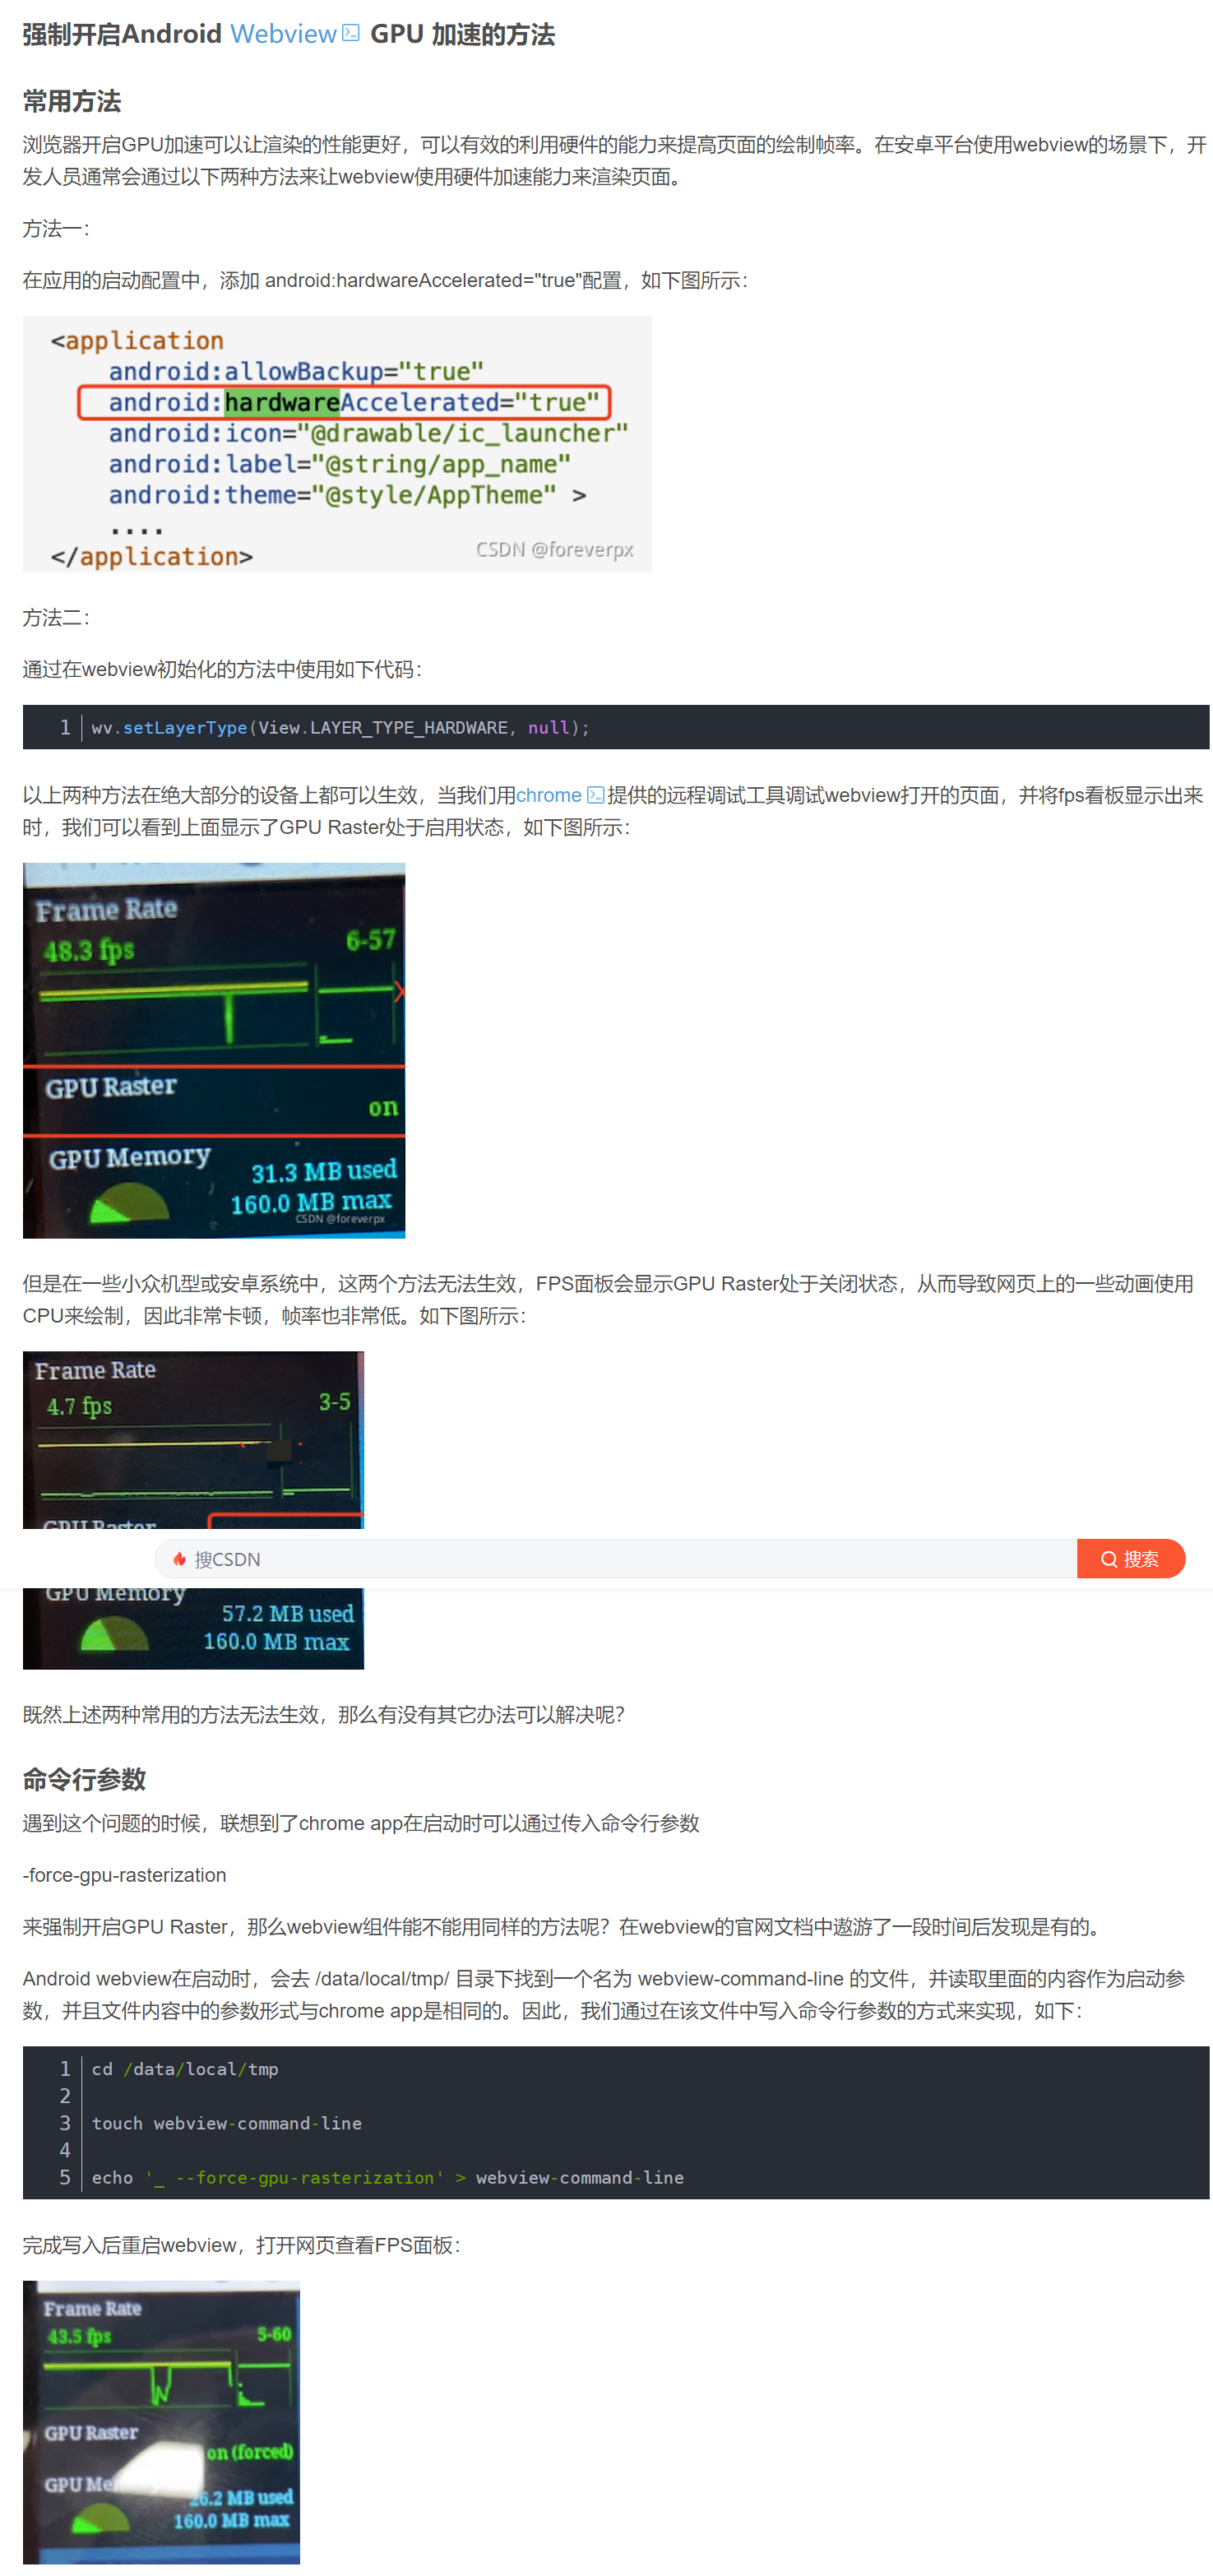 强制开启Android Webview GPU 加速的方法
常用方法
浏览器开启GPU加速可以让渲染的性能更好，可以有效的利用硬件的能力来提高页面的绘制帧率。在安卓平台使用webview的场景下，开
发人员通常会通过以下两种方法来让webview使用硬件加速能力来渲染页面。
方法一：
在应用的启动配置中，添加 android:hardwareAccelerated="true"配置，如下图所示：
<application
android:allowBackup="true"
android:hardwareAccelerated="true"
android:icon="@drawable/ic_launcher"
android:label="@string/app_name"
android:theme="@style/AppTheme" >
....
</application>
CSDN @foreverpx
方法二：
通过在webview初始化的方法中使用如下代码：
1 wv.setLayerType(View.LAYER_TYPE_HARDWARE, null);
以上两种方法在绝大部分的设备上都可以生效，当我们用chrome 提供的远程调试工具调试webview打开的页面，并将fps看板显示出来
时，我们可以看到上面显示了GPU Raster处于启用状态，如下图所示：
Frame Rate
48.3 fps 6-57
GPU Raster
on
GPU Memory
31.3 MB used
160.0 MB max
CSDN @foreverpx
但是在一些小众机型或安卓系统中，这两个方法无法生效，FPS面板会显示GPU Raster处于关闭状态，从而导致网页上的一些动画使用
CPU来绘制，因此非常卡顿，帧率也非常低。如下图所示：
Frame Rate
4.7 fps 3-5
GPU Raster
搜CSDN 搜索
GPU Memory
57.2 MB used
160.0 MB max
既然上述两种常用的方法无法生效，那么有没有其它办法可以解决呢？
命令行参数
遇到这个问题的时候，联想到了chrome app在启动时可以通过传入命令行参数
-force-gpu-rasterization
来强制开启GPU Raster，那么webview组件能不能用同样的方法呢？在webview的官网文档中遨游了一段时间后发现是有的。
Android webview在启动时，会去 /data/local/tmp/ 目录下找到一个名为 webview-command-line 的文件，并读取里面的内容作为启动参
数，并且文件内容中的参数形式与chrome app是相同的。因此，我们通过在该文件中写入命令行参数的方式来实现，如下：
1 cd /data/local/tmp
2
3 touch webview-command-line
4
5 echo '_ --force-gpu-rasterization' > webview-command-line
完成写入后重启webview，打开网页查看FPS面板：
Frame Rate
43.5 fps 5-60
GPU Raster
on (forced)
GPU
26.2 MB used
160.0 MB max